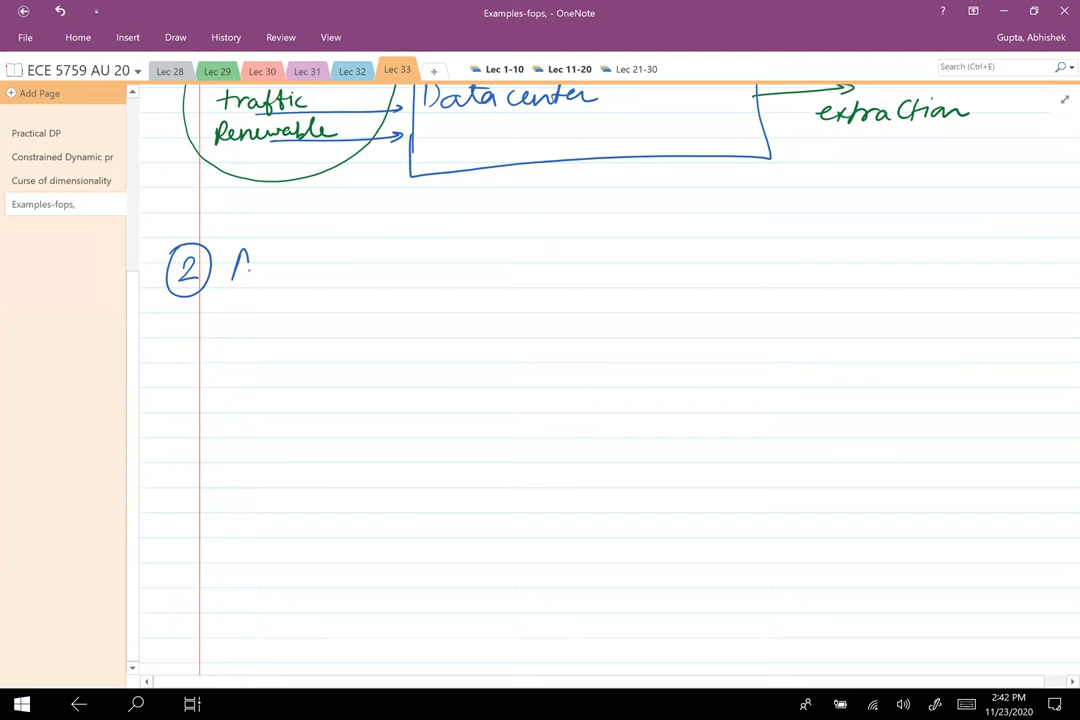 Examples-fops, - OneNote
?
File Home Insert Draw History Review View
Gupta, Abhishek
ECE 5759 AU 20
Lec 28 Lec 29 Lec 30 Lec 31 Lec 32 Lec 33 + Lec 1-10 Lec 11-20 Lec 21-30
Search (Ctrl+E)
Add Page
Practical DP
Constrained Dynamic pr
Curse of dimensionality
Examples-fops,
traffic
Renewable
Data center
extraction
2
2:42 PM
11/23/2020